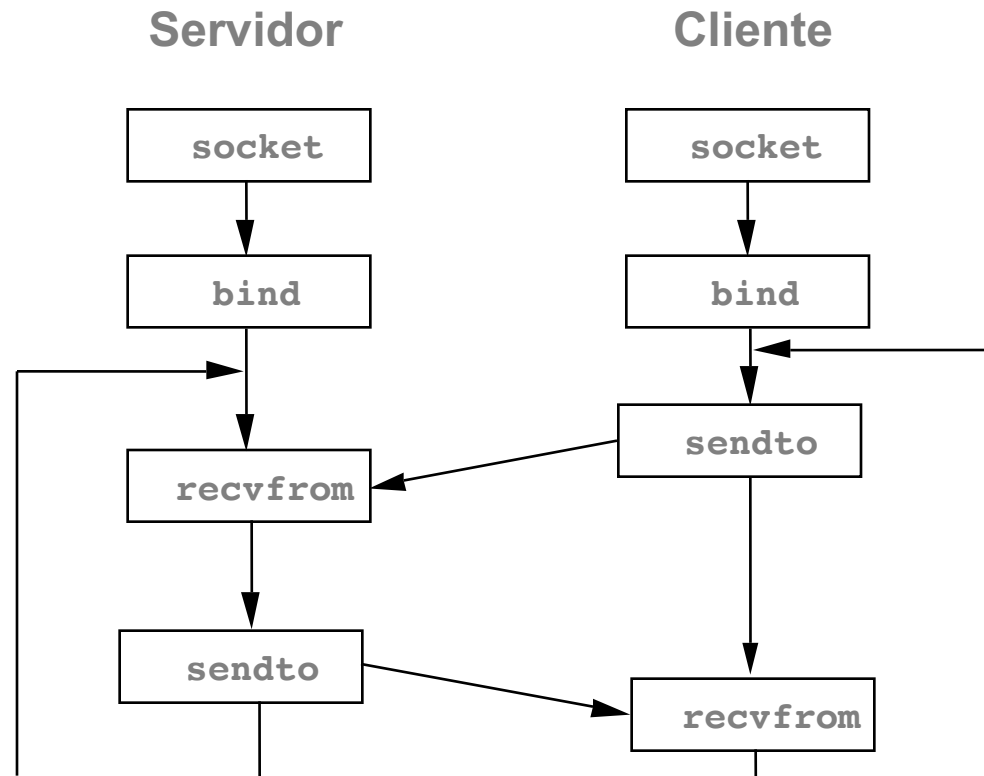 Servidor
Cliente
socket
socket
bind
bind
sendto
recvfrom
sendto
recvfrom